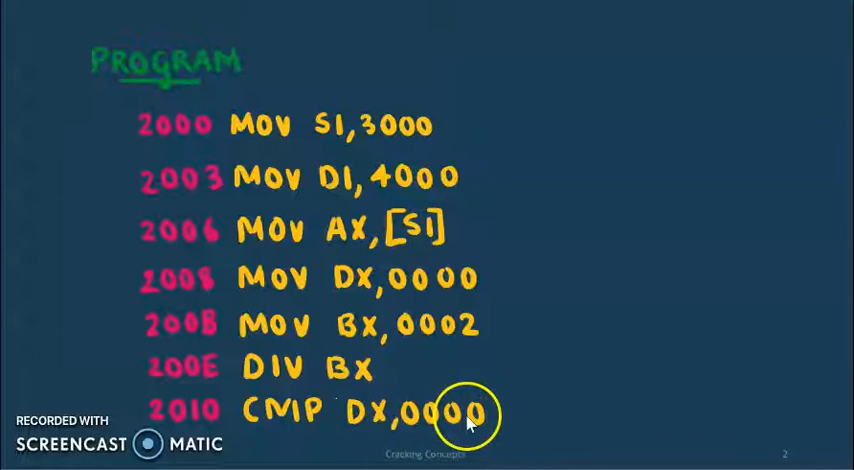 PROGRAM
2000 MOV SI,3000
2003 MOV DI,4000
2006 MOV AX,[SI]
2008 MOV DX,0000
200B MOV BX,0002
200E DIV BX
2010 CMP DX,0000
RECORDED WITH
SCREENCAST MATIC
Cracking Concepts
2